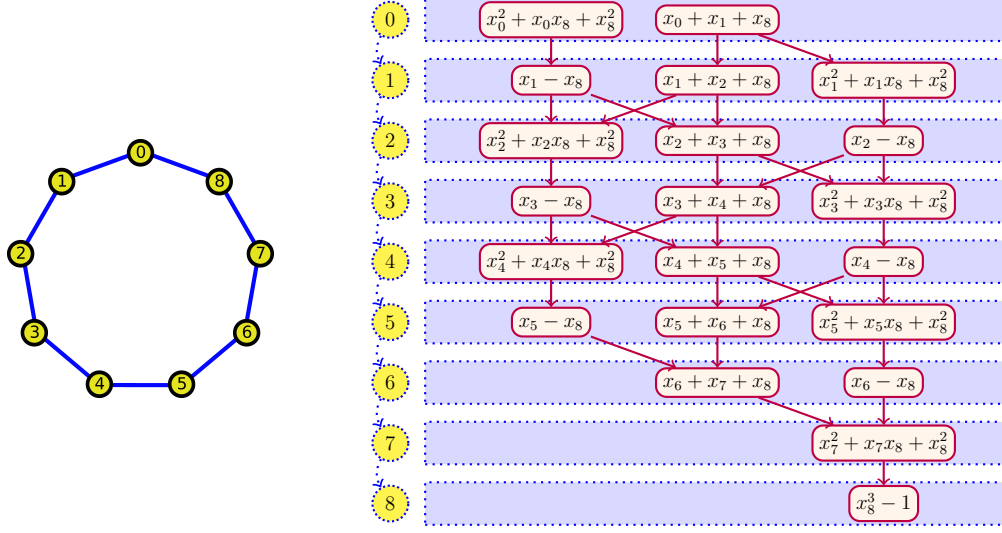 0
1
8
2
7
3
6
4
5
0 $x_0^2 + x_0x_8 + x_8^2$ $x_0 + x_1 + x_8$
1 $x_1 - x_8$ $x_1 + x_2 + x_8$ $x_1^2 + x_1x_8 + x_8^2$
2 $x_2^2 + x_2x_8 + x_8^2$ $x_2 + x_3 + x_8$ $x_2 - x_8$
3 $x_3 - x_8$ $x_3 + x_4 + x_8$ $x_3^2 + x_3x_8 + x_8^2$
4 $x_4^2 + x_4x_8 + x_8^2$ $x_4 + x_5 + x_8$ $x_4 - x_8$
5 $x_5 - x_8$ $x_5 + x_6 + x_8$ $x_5^2 + x_5x_8 + x_8^2$
6 $x_6 + x_7 + x_8$ $x_6 - x_8$
7 $x_7^2 + x_7x_8 + x_8^2$
8 $x_8^3 - 1$